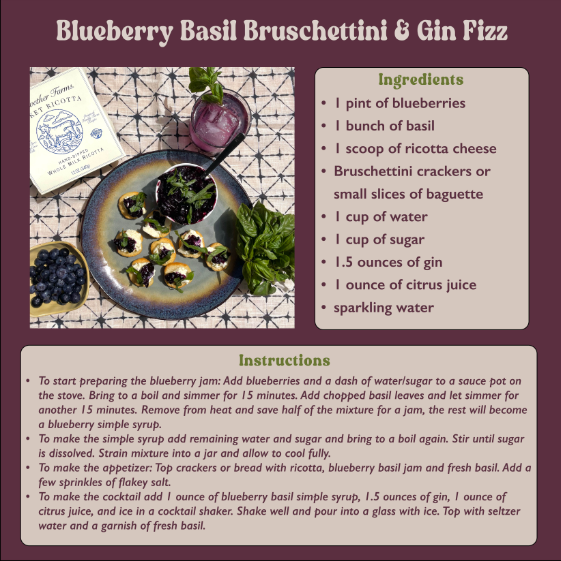 Blueberry Basil Bruschettini & Gin Fizz
Farms
RICOTTA
HAND-DIPPED
WHOLE MILK RICOTTA
Ingredients
• 1 pint of blueberries
• 1 bunch of basil
• 1 scoop of ricotta cheese
• Bruschettini crackers or
small slices of baguette
• 1 cup of water
• 1 cup of sugar
• 1.5 ounces of gin
• 1 ounce of citrus juice
• sparkling water
Instructions
• To start preparing the blueberry jam: Add blueberries and a dash of water/sugar to a sauce pot on
the stove. Bring to a boil and simmer for 15 minutes. Add chopped basil leaves and let simmer for
another 15 minutes. Remove from heat and save half of the mixture for a jam, the rest will become
a blueberry simple syrup.
• To make the simple syrup add remaining water and sugar and bring to a boil again. Stir until sugar
is dissolved. Strain mixture into a jar and allow to cool fully.
• To make the appetizer: Top crackers or bread with ricotta, blueberry basil jam and fresh basil. Add a
few sprinkles of flakey salt.
• To make the cocktail add 1 ounce of blueberry basil simple syrup, 1.5 ounces of gin, 1 ounce of
citrus juice, and ice in a cocktail shaker. Shake well and pour into a glass with ice. Top with seltzer
water and a garnish of fresh basil.